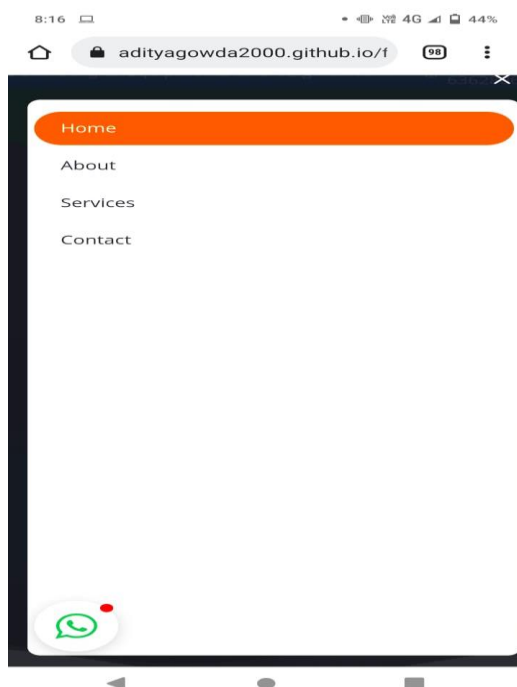 8:16 4G 44%
adityagowda2000.github.io/f 98
Home
About
Services
Contact